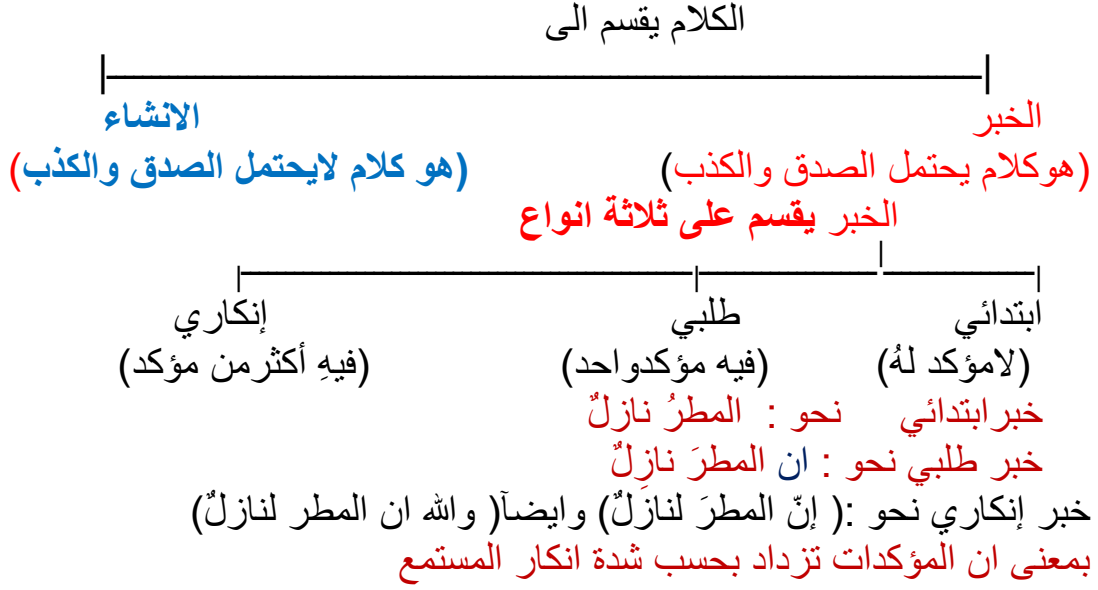 الكلام يقسم الى
الخبر الانشاء
(هوكلام يحتمل الصدق والكذب) (هو كلام لايحتمل الصدق والكذب)
الخبر يقسم على ثلاثة انواع
ابتدائي طلبي إنكاري
(لامؤكد لهُ) (فيه مؤكدواحد) (فيهِ أكثرمن مؤكد)
خبرابتدائي نحو : المطرُ نازلٌ
خبر طلبي نحو : ان المطرَ نازِلٌ
خبر إنكاري نحو :( إنّ المطرَ لنازلٌ) وايضآ( والله ان المطر لنازلٌ)
بمعنى ان المؤكدات تزداد بحسب شدة انكار المستمع